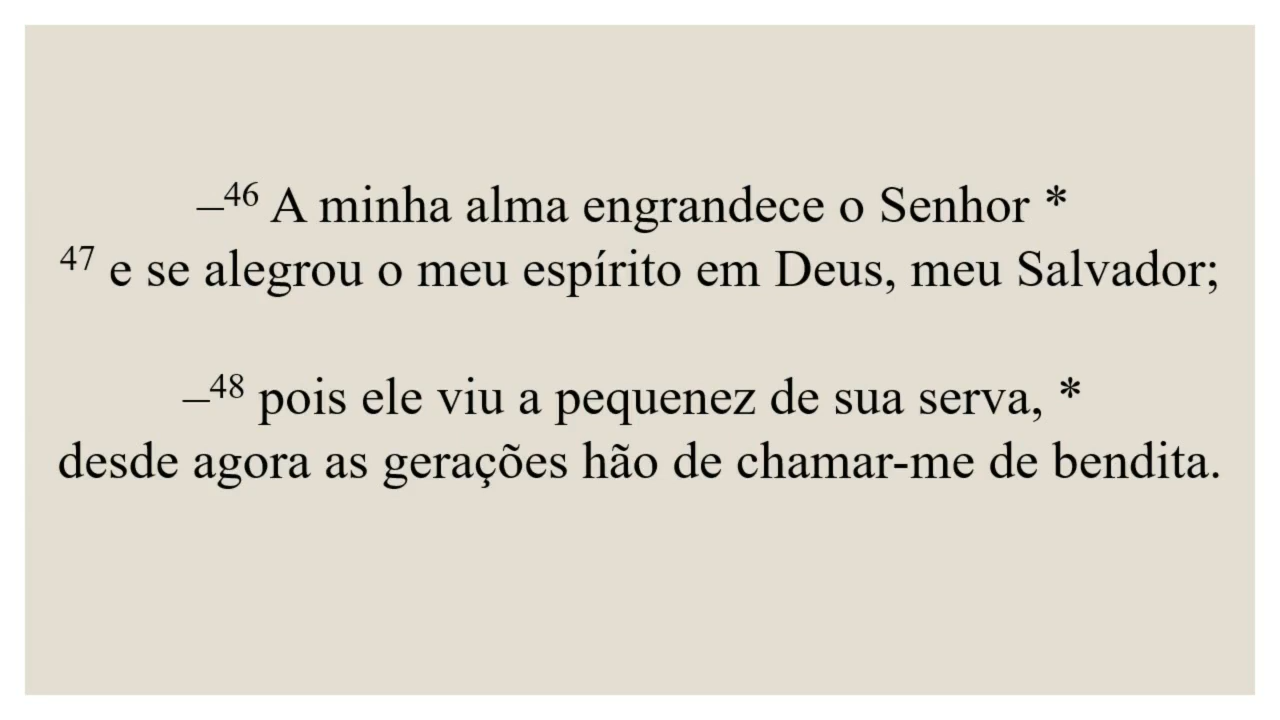 –46 A minha alma engrandece o Senhor *
47 e se alegrou o meu espírito em Deus, meu Salvador;
–48 pois ele viu a pequenez de sua serva, *
desde agora as gerações hão de chamar-me de bendita.